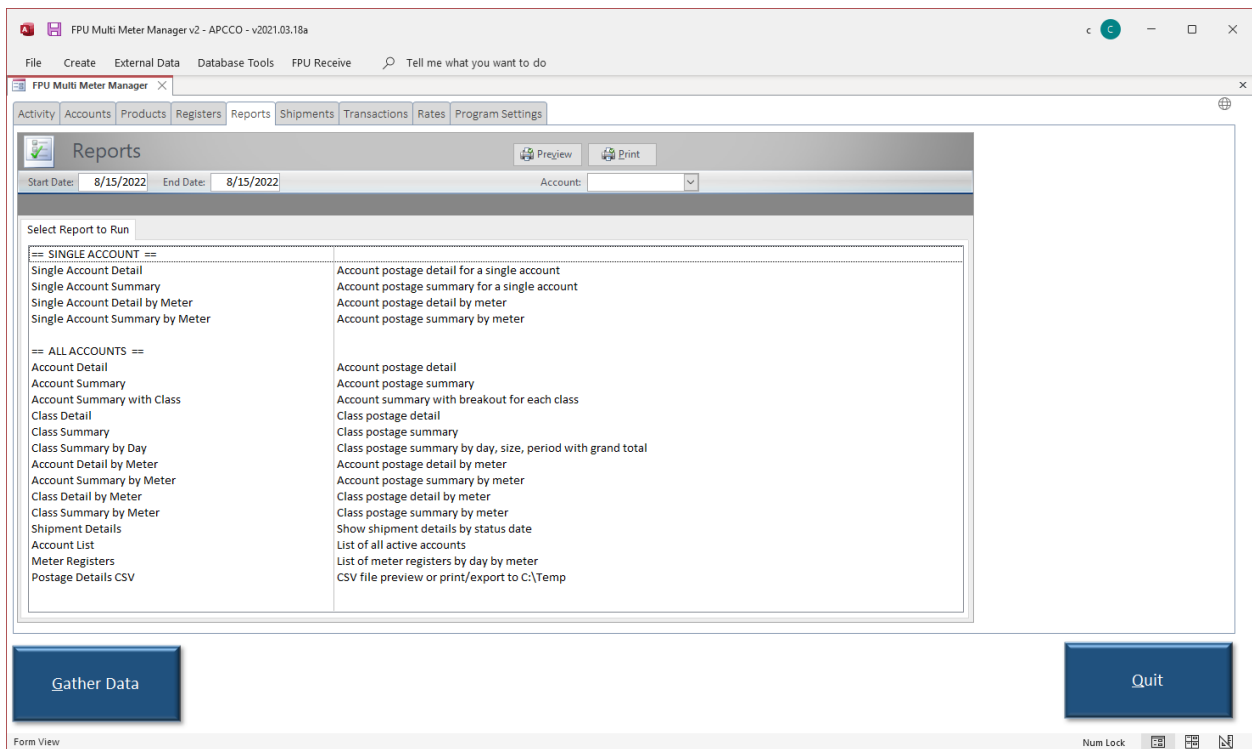 FPU Multi Meter Manager v2 - APCCO - v2021.03.18a c C
File Create External Data Database Tools FPU Receive Tell me what you want to do
FPU Multi Meter Manager
Activity Accounts Products Registers Reports Shipments Transactions Rates Program Settings
Reports Preview Print
Start Date: 8/15/2022 End Date: 8/15/2022 Account:
Select Report to Run
== SINGLE ACCOUNT ==
Single Account Detail Account postage detail for a single account
Single Account Summary Account postage summary for a single account
Single Account Detail by Meter Account postage detail by meter
Single Account Summary by Meter Account postage summary by meter
== ALL ACCOUNTS ==
Account Detail Account postage detail
Account Summary Account postage summary
Account Summary with Class Account summary with breakout for each class
Class Detail Class postage detail
Class Summary Class postage summary
Class Summary by Day Class postage summary by day, size, period with grand total
Account Detail by Meter Account postage detail by meter
Account Summary by Meter Account postage summary by meter
Class Detail by Meter Class postage detail by meter
Class Summary by Meter Class postage summary by meter
Shipment Details Show shipment details by status date
Account List List of all active accounts
Meter Registers List of meter registers by day by meter
Postage Details CSV CSV file preview or print/export to C:\Temp
Gather Data Quit
Form View Num Lock